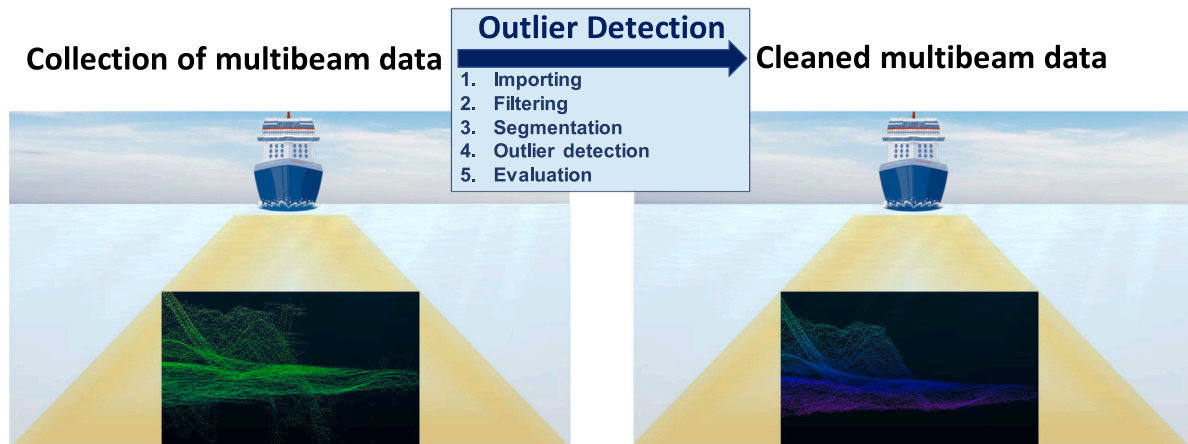 Collection of multibeam data
Outlier Detection
1. Importing
2. Filtering
3. Segmentation
4. Outlier detection
5. Evaluation
Cleaned multibeam data